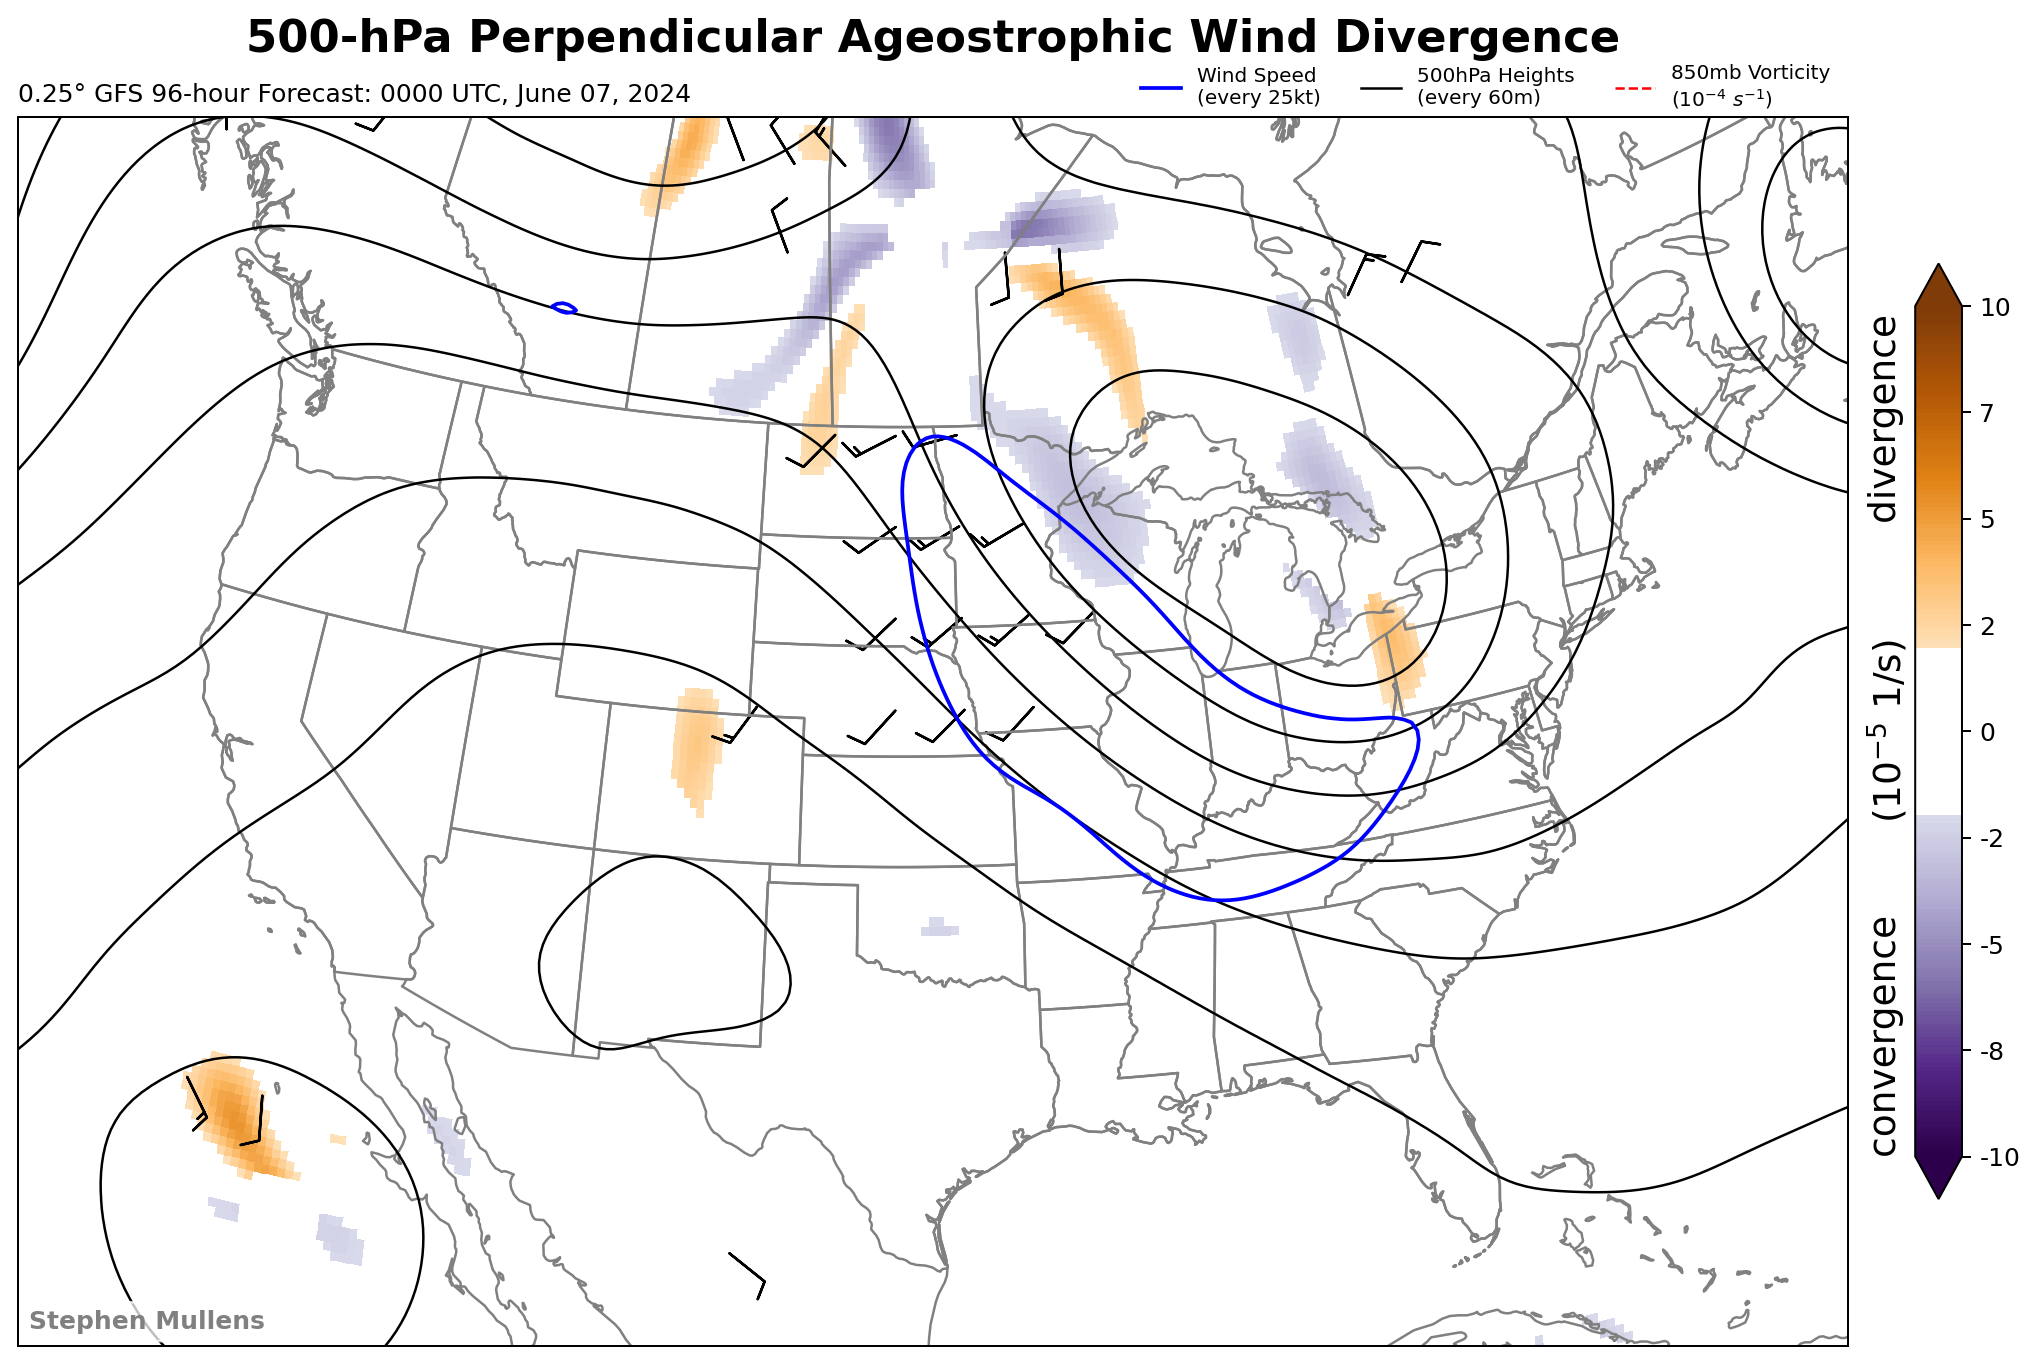 500-hPa Perpendicular Ageostrophic Wind Divergence
0.25° GFS 96-hour Forecast: 0000 UTC, June 07, 2024
Wind Speed
(every 25kt)
500hPa Heights
(every 60m)
850mb Vorticity
(10⁻⁴ s⁻¹)
10
7
5
2
0
-2
-5
-8
-10
convergence (10⁻⁵ 1/s) divergence
Stephen Mullens